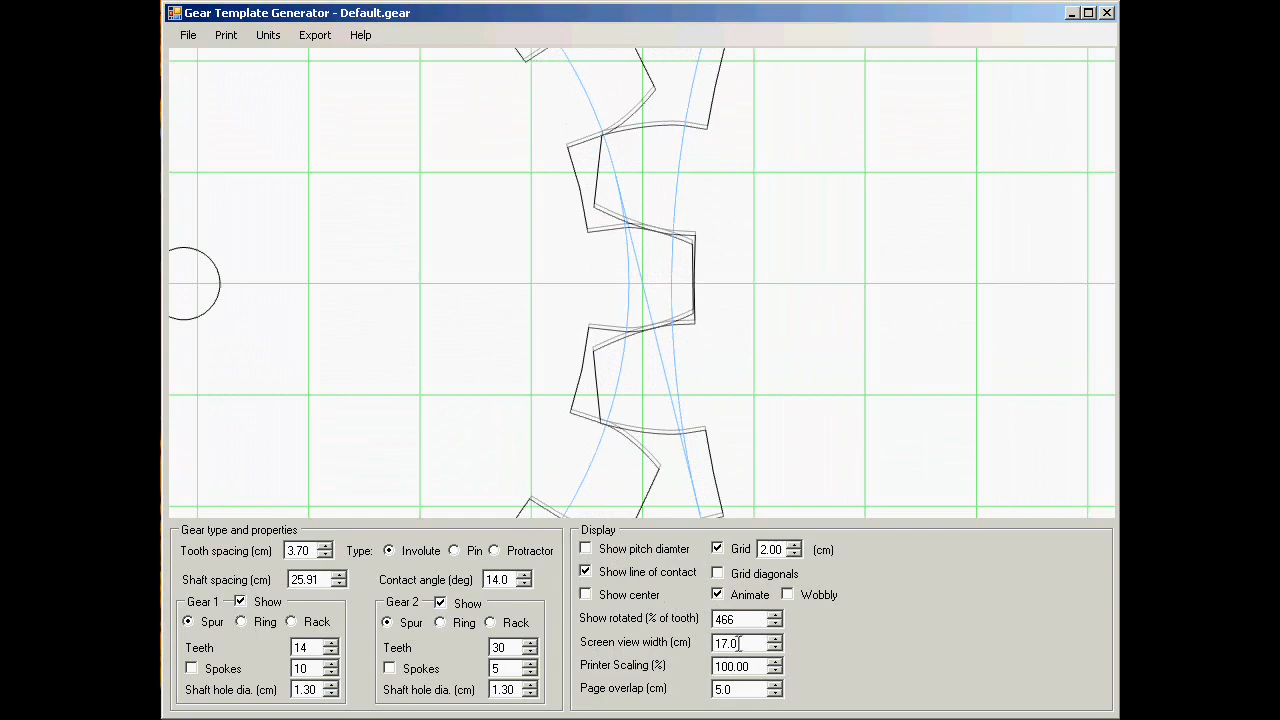 Gear Template Generator - Default.gear
File Print Units Export Help
Gear type and properties
Tooth spacing (cm) 3.70 Type: Involute Pin Protractor
Shaft spacing (cm) 25.91 Contact angle (deg) 14.0
Gear 1 Show
Spur Ring Rack
Teeth 14
Spokes 10
Shaft hole dia. (cm) 1.30
Gear 2 Show
Spur Ring Rack
Teeth 30
Spokes 5
Shaft hole dia. (cm) 1.30
Display
Show pitch diamter Grid 2.00 (cm)
Show line of contact Grid diagonals
Show center Animate Wobbly
Show rotated (% of tooth) 466
Screen view width (cm) 17.0
Printer Scaling (%) 100.00
Page overlap (cm) 5.0